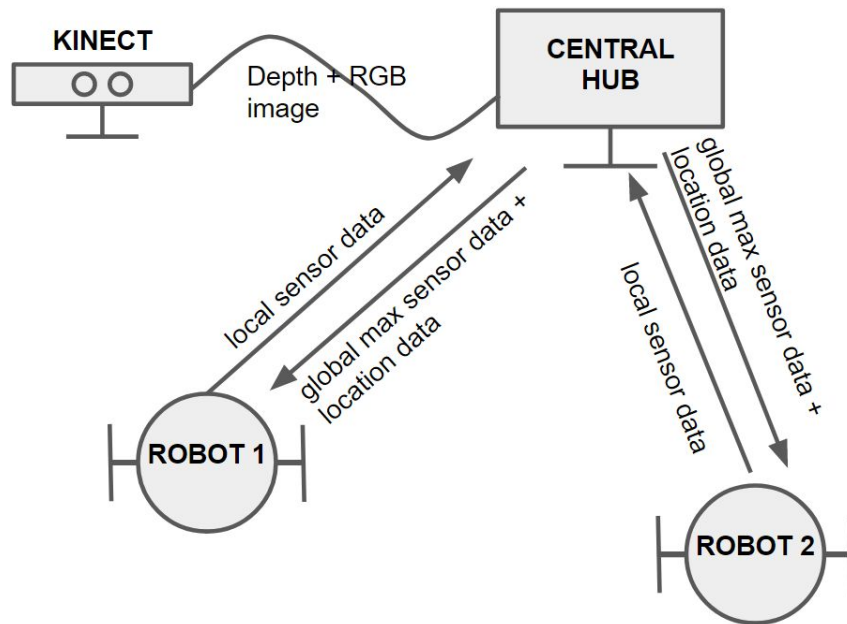 KINECT
Depth + RGB
image
CENTRAL
HUB
local sensor data
global max sensor data +
location data
local sensor data
global max sensor data +
location data
ROBOT 1
ROBOT 2